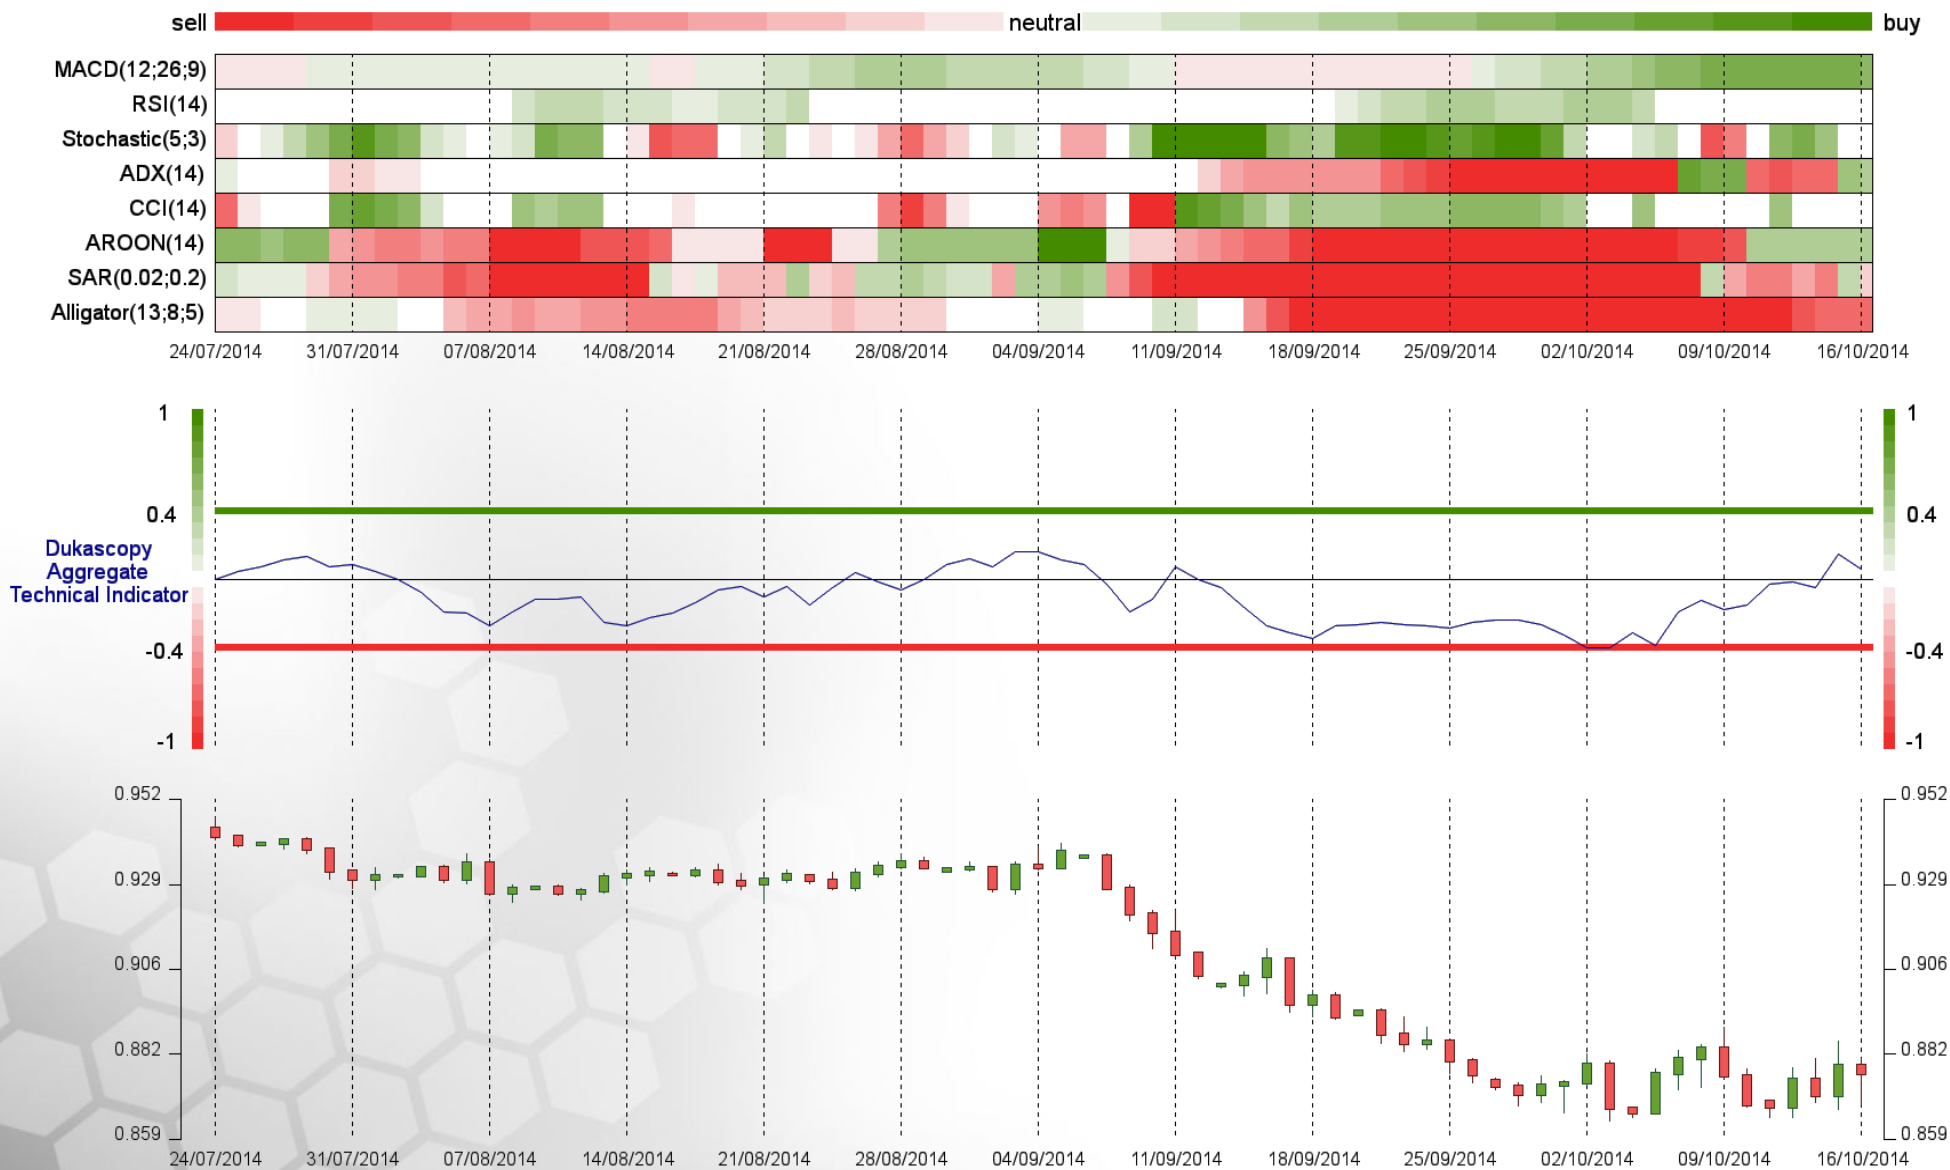 sell neutral buy
MACD(12;26;9)
RSI(14)
Stochastic(5;3)
ADX(14)
CCI(14)
AROON(14)
SAR(0.02;0.2)
Alligator(13;8;5)
24/07/2014 31/07/2014 07/08/2014 14/08/2014 21/08/2014 28/08/2014 04/09/2014 11/09/2014 18/09/2014 25/09/2014 02/10/2014 09/10/2014 16/10/2014
1 1
0.4 0.4
Dukascopy
Aggregate
Technical Indicator
-0.4 -0.4
-1 -1
0.952 0.952
0.929 0.929
0.906 0.906
0.882 0.882
0.859 0.859
24/07/2014 31/07/2014 07/08/2014 14/08/2014 21/08/2014 28/08/2014 04/09/2014 11/09/2014 18/09/2014 25/09/2014 02/10/2014 09/10/2014 16/10/2014